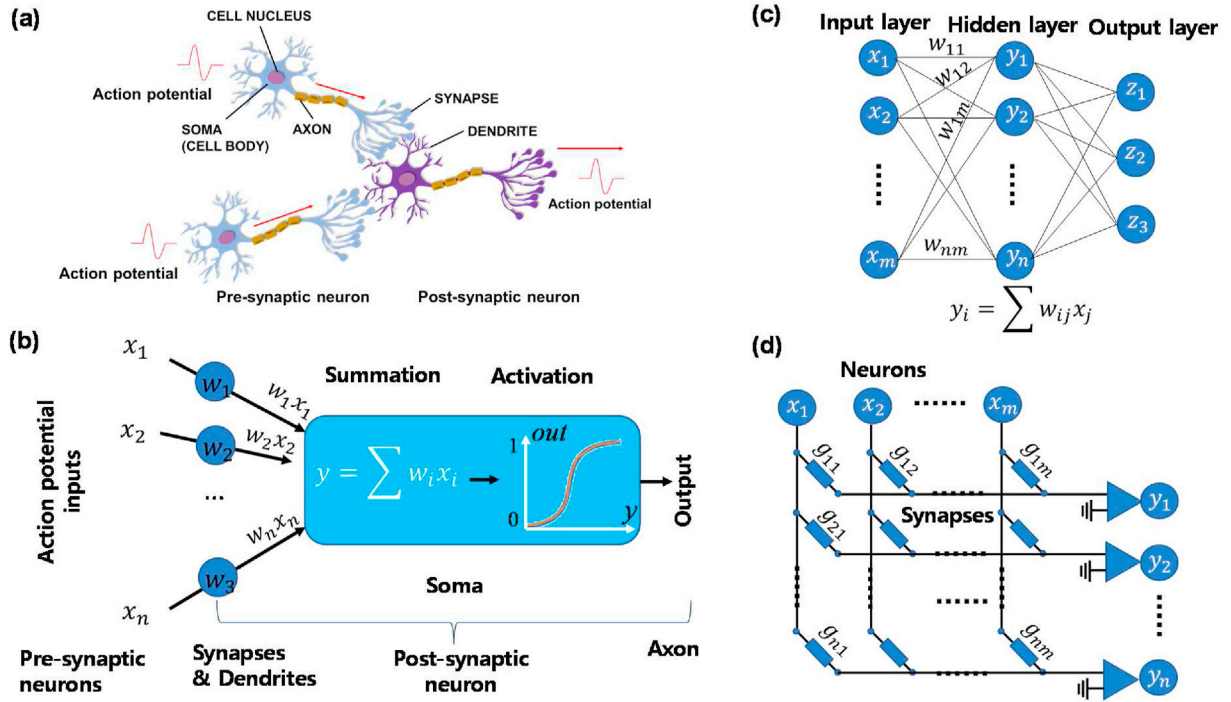 (a)
CELL NUCLEUS
Action potential
SOMA
(CELL BODY)
AXON
SYNAPSE
DENDRITE
Action potential
Action potential
Pre-synaptic neuron
Post-synaptic neuron
(b)
Action potential
inputs
x₁
x₂
...
xₙ
w₁
w₂
w₃
w₁x₁
w₂x₂
wₙxₙ
Summation
Activation
y = ∑ wᵢxᵢ
1
out
0
y
Output
Soma
Pre-synaptic
neurons
Synapses
& Dendrites
Post-synaptic
neuron
Axon
(c)
Input layer
Hidden layer
Output layer
x₁
w₁₁
y₁
w₁₂
z₁
x₂
w₁ₘ
y₂
z₂
z₃
xₘ
wₙₘ
yₙ
yᵢ = ∑ wᵢⱼxⱼ
(d)
Neurons
x₁
x₂
xₘ
g₁₁
g₁₂
g₁ₘ
y₁
Synapses
g₂₁
y₂
gₙ₁
gₙₘ
yₙ